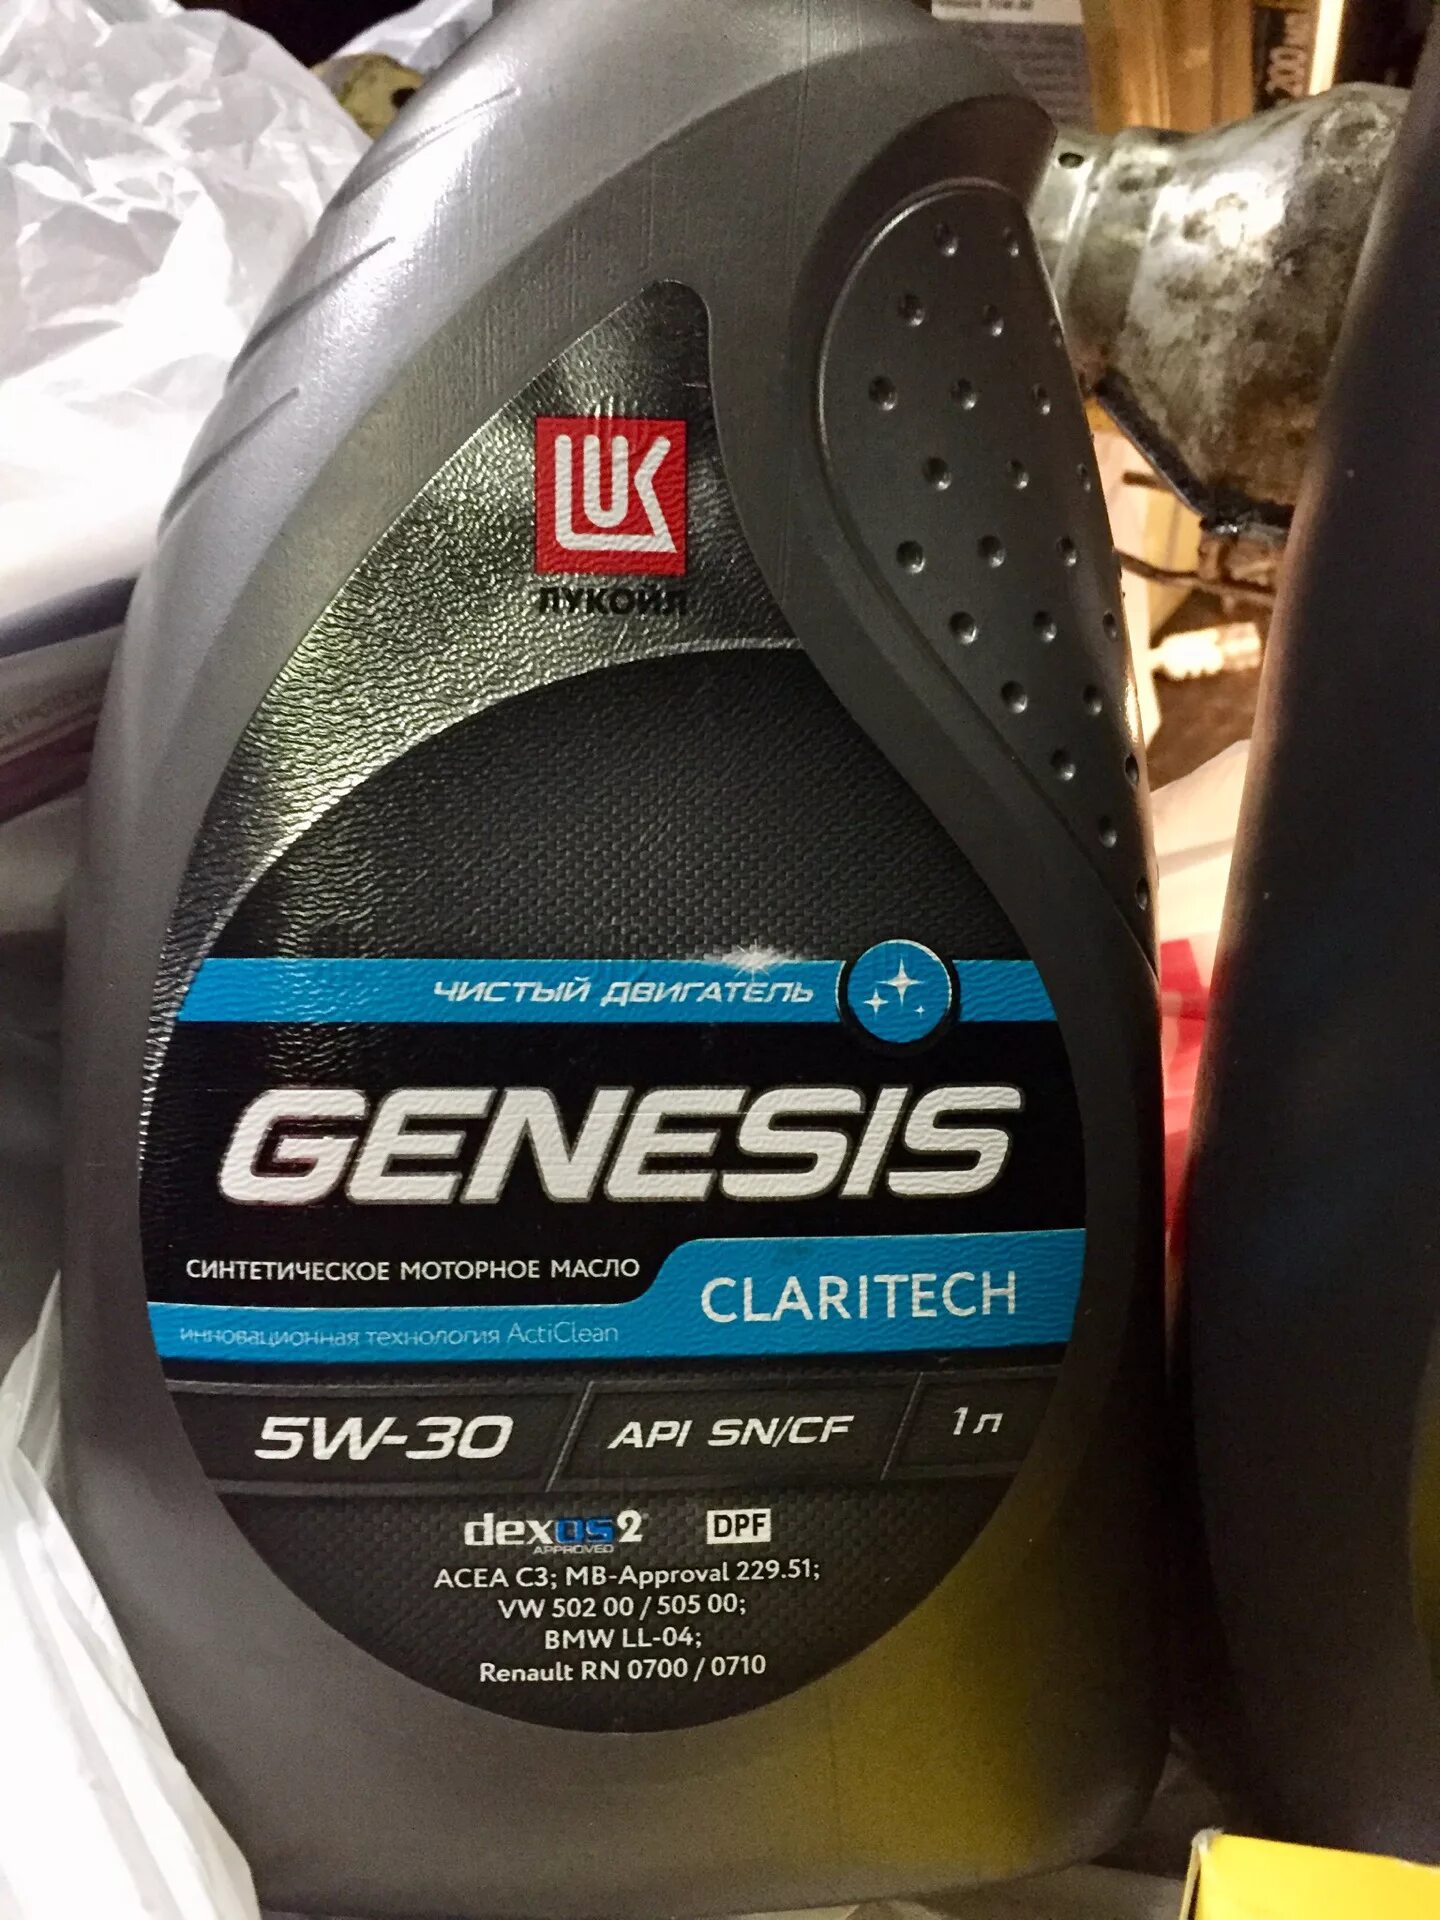 200 ml
LUK
ЛУКОЙЛ
ЧИСТЫЙ ДВИГАТЕЛЬ
GENESIS
СИНТЕТИЧЕСКОЕ МОТОРНОЕ МАСЛО
CLARITECH
инновационная технология ActiClean
5W-30
API SN/CF
1 л
dexos2
APPROVED
DPF
ACEA C3; MB-Approval 229.51;
VW 502 00 / 505 00;
BMW LL-04;
Renault RN 0700 / 0710